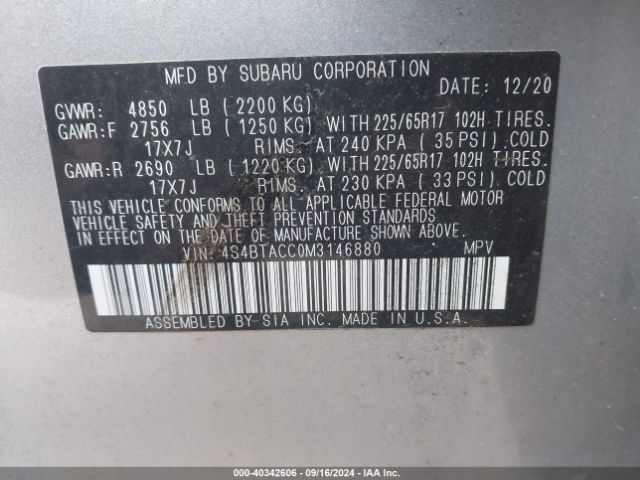 MFD BY SUBARU CORPORATION
DATE: 12/20
GVWR: 4850 LB (2200 KG)
GAWR:F 2756 LB (1250 KG) WITH 225/65R17 102H TIRES.
17X7J RIMS. AT 240 KPA (35 PSI) COLD
GAWR:R 2690 LB (1220 KG) WITH 225/65R17 102H TIRES.
17X7J RIMS. AT 230 KPA (33 PSI) COLD
THIS VEHICLE CONFORMS TO ALL APPLICABLE FEDERAL MOTOR
VEHICLE SAFETY AND THEFT PREVENTION STANDARDS
IN EFFECT ON THE DATE OF MANUFACTURE SHOWN ABOVE.
VIN: 4S4BTACC0M3146880 MPV
ASSEMBLED BY SIA INC. MADE IN U.S.A.
000-40342606 - 09/16/2024 - IAA Inc.